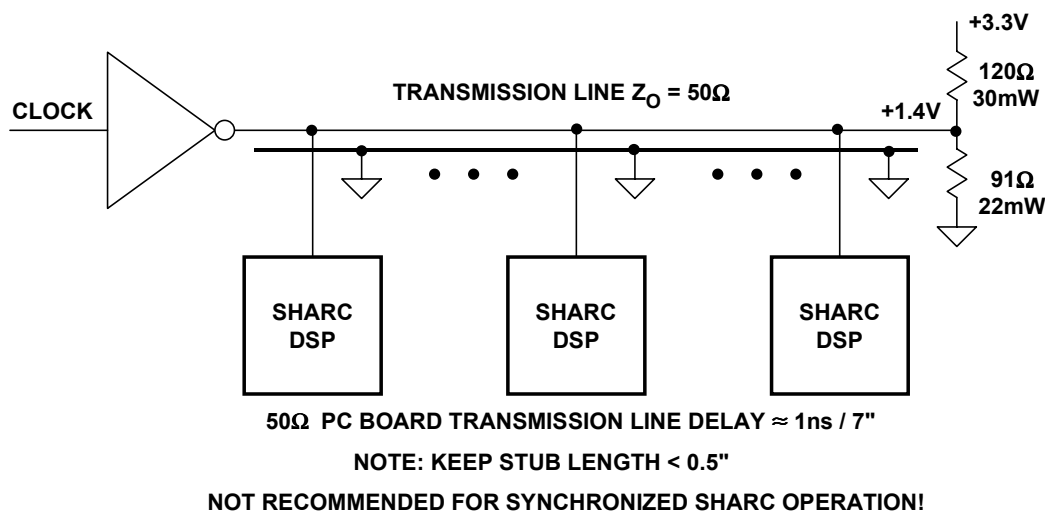 +3.3V
120Ω
30mW
TRANSMISSION LINE ZO = 50Ω
+1.4V
CLOCK
91Ω
22mW
SHARC
DSP
SHARC
DSP
SHARC
DSP
50Ω PC BOARD TRANSMISSION LINE DELAY ≈ 1ns / 7"
NOTE: KEEP STUB LENGTH < 0.5"
NOT RECOMMENDED FOR SYNCHRONIZED SHARC OPERATION!